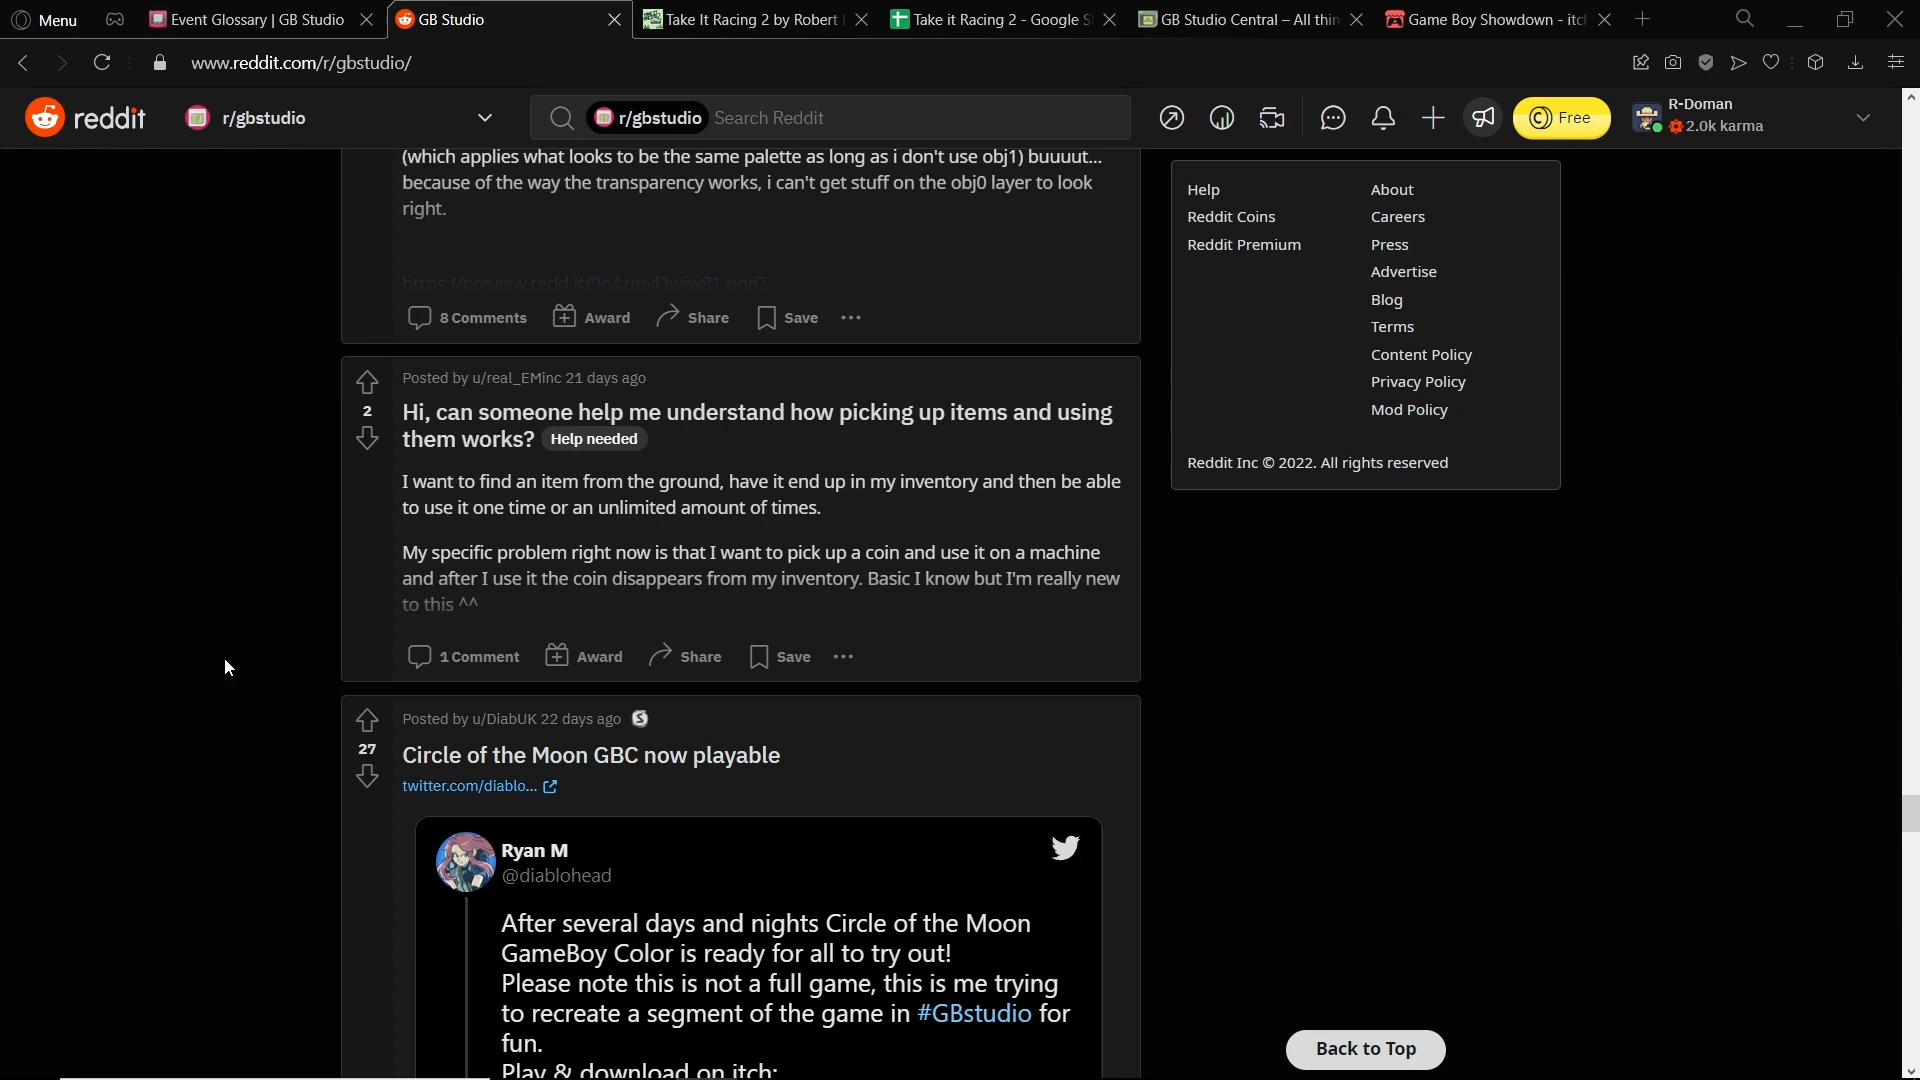 Menu
Event Glossary | GB Studio
GB Studio
Take It Racing 2 by Robert
Take it Racing 2 - Google S
GB Studio Central – All thin
Game Boy Showdown - itc
www.reddit.com/r/gbstudio/
reddit
r/gbstudio
r/gbstudio
Search Reddit
Free
R-Doman
2.0k karma
(which applies what looks to be the same palette as long as i don't use obj1) buuuut...
because of the way the transparency works, i can't get stuff on the obj0 layer to look
right.
8 Comments
Award
Share
Save
Posted by u/real_EMinc 21 days ago
2
Hi, can someone help me understand how picking up items and using
them works? Help needed
I want to find an item from the ground, have it end up in my inventory and then be able
to use it one time or an unlimited amount of times.
My specific problem right now is that I want to pick up a coin and use it on a machine
and after I use it the coin disappears from my inventory. Basic I know but I'm really new
to this ^^
1 Comment
Award
Share
Save
Posted by u/DiabUK 22 days ago
27
Circle of the Moon GBC now playable
twitter.com/diablo...
Ryan M
@diablohead
After several days and nights Circle of the Moon
GameBoy Color is ready for all to try out!
Please note this is not a full game, this is me trying
to recreate a segment of the game in #GBstudio for
fun.
Play & download on itch:
Help
Reddit Coins
Reddit Premium
About
Careers
Press
Advertise
Blog
Terms
Content Policy
Privacy Policy
Mod Policy
Reddit Inc © 2022. All rights reserved
Back to Top